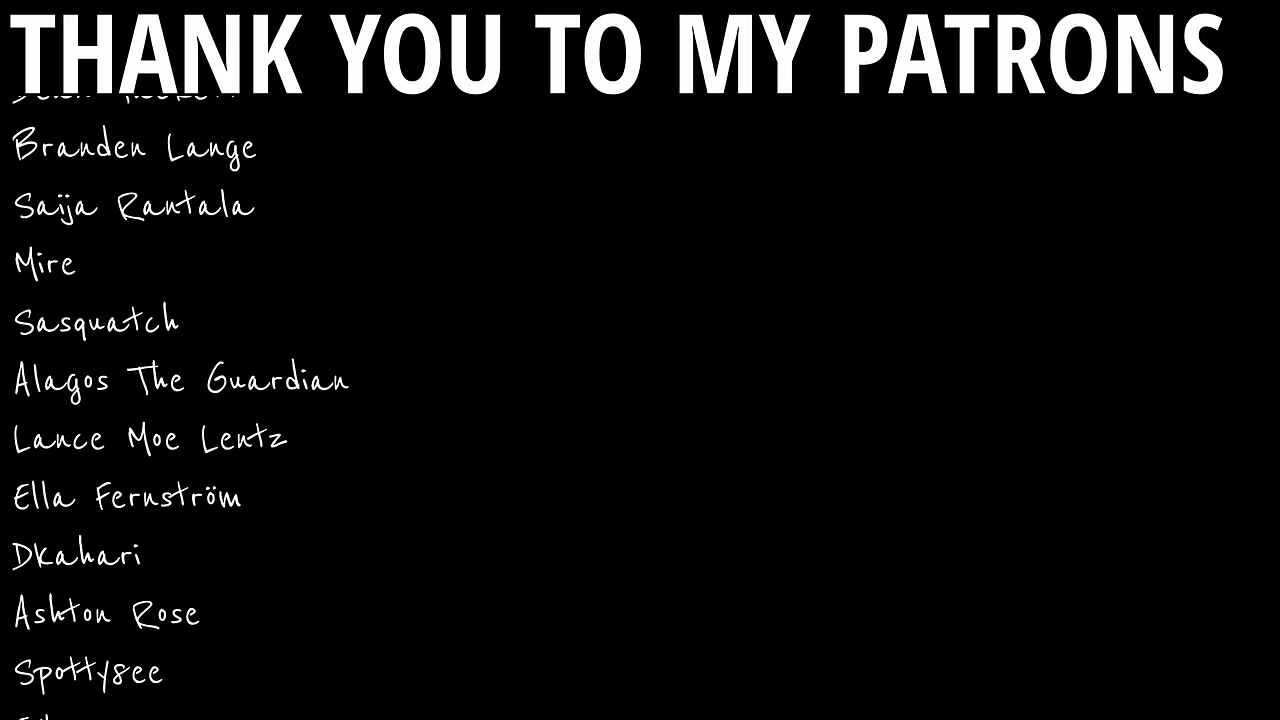 THANK YOU TO MY PATRONS
Branden Lange
Saija Rantala
Mire
Sasquatch
Alagos The Guardian
Lance Moe Lentz
Ella Fernström
Dkahari
Ashton Rose
Spotty8ee